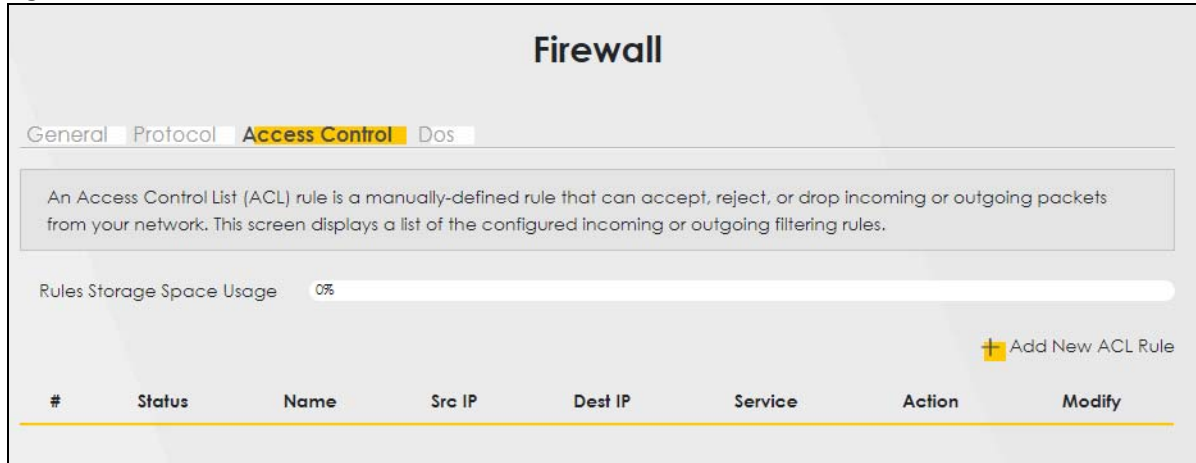 Firewall
General Protocol Access Control Dos
An Access Control List (ACL) rule is a manually-defined rule that can accept, reject, or drop incoming or outgoing packets
from your network. This screen displays a list of the configured incoming or outgoing filtering rules.
Rules Storage Space Usage 0%
+ Add New ACL Rule
# Status Name Src IP Dest IP Service Action Modify